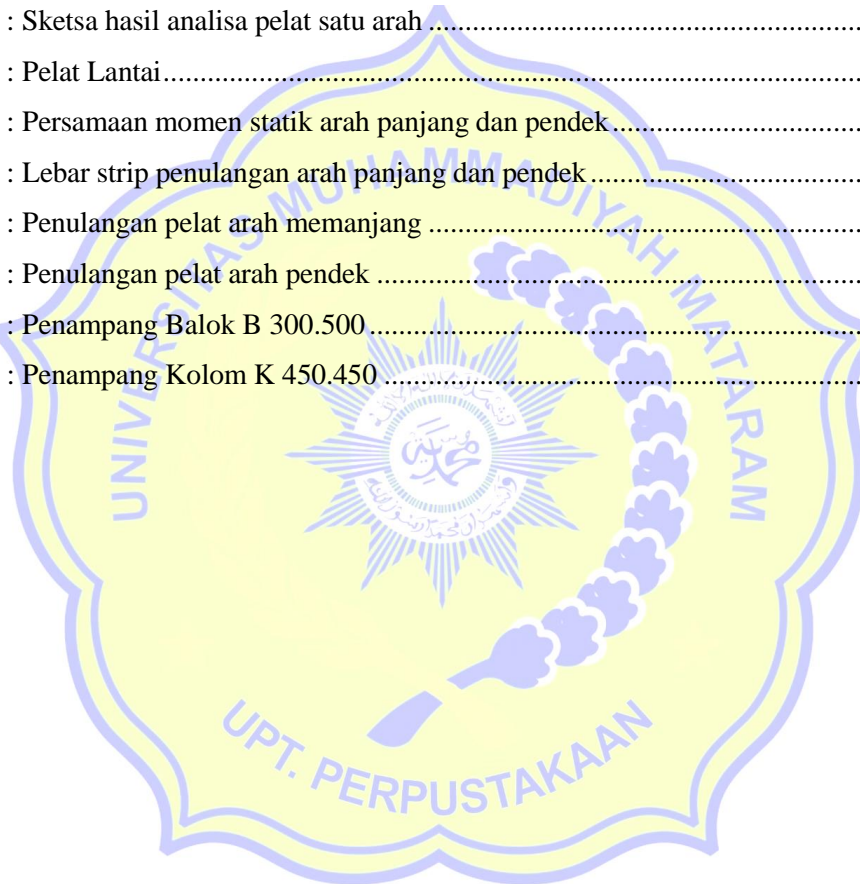 : Sketsa hasil analisa pelat satu arah ..........................................................
: Pelat Lantai..................................................................................................
: Persamaan momen statik arah panjang dan pendek ..................................
: Lebar strip penulangan arah panjang dan pendek .....................................
: Penulangan pelat arah memanjang ..........................................................
: Penulangan pelat arah pendek .................................................................
: Penampang Balok B 300.500 ..................................................................
: Penampang Kolom K 450.450 ................................................................
UNIVERSITAS MUHAMMADIYAH MATARAM
UPT. PERPUSTAKAAN